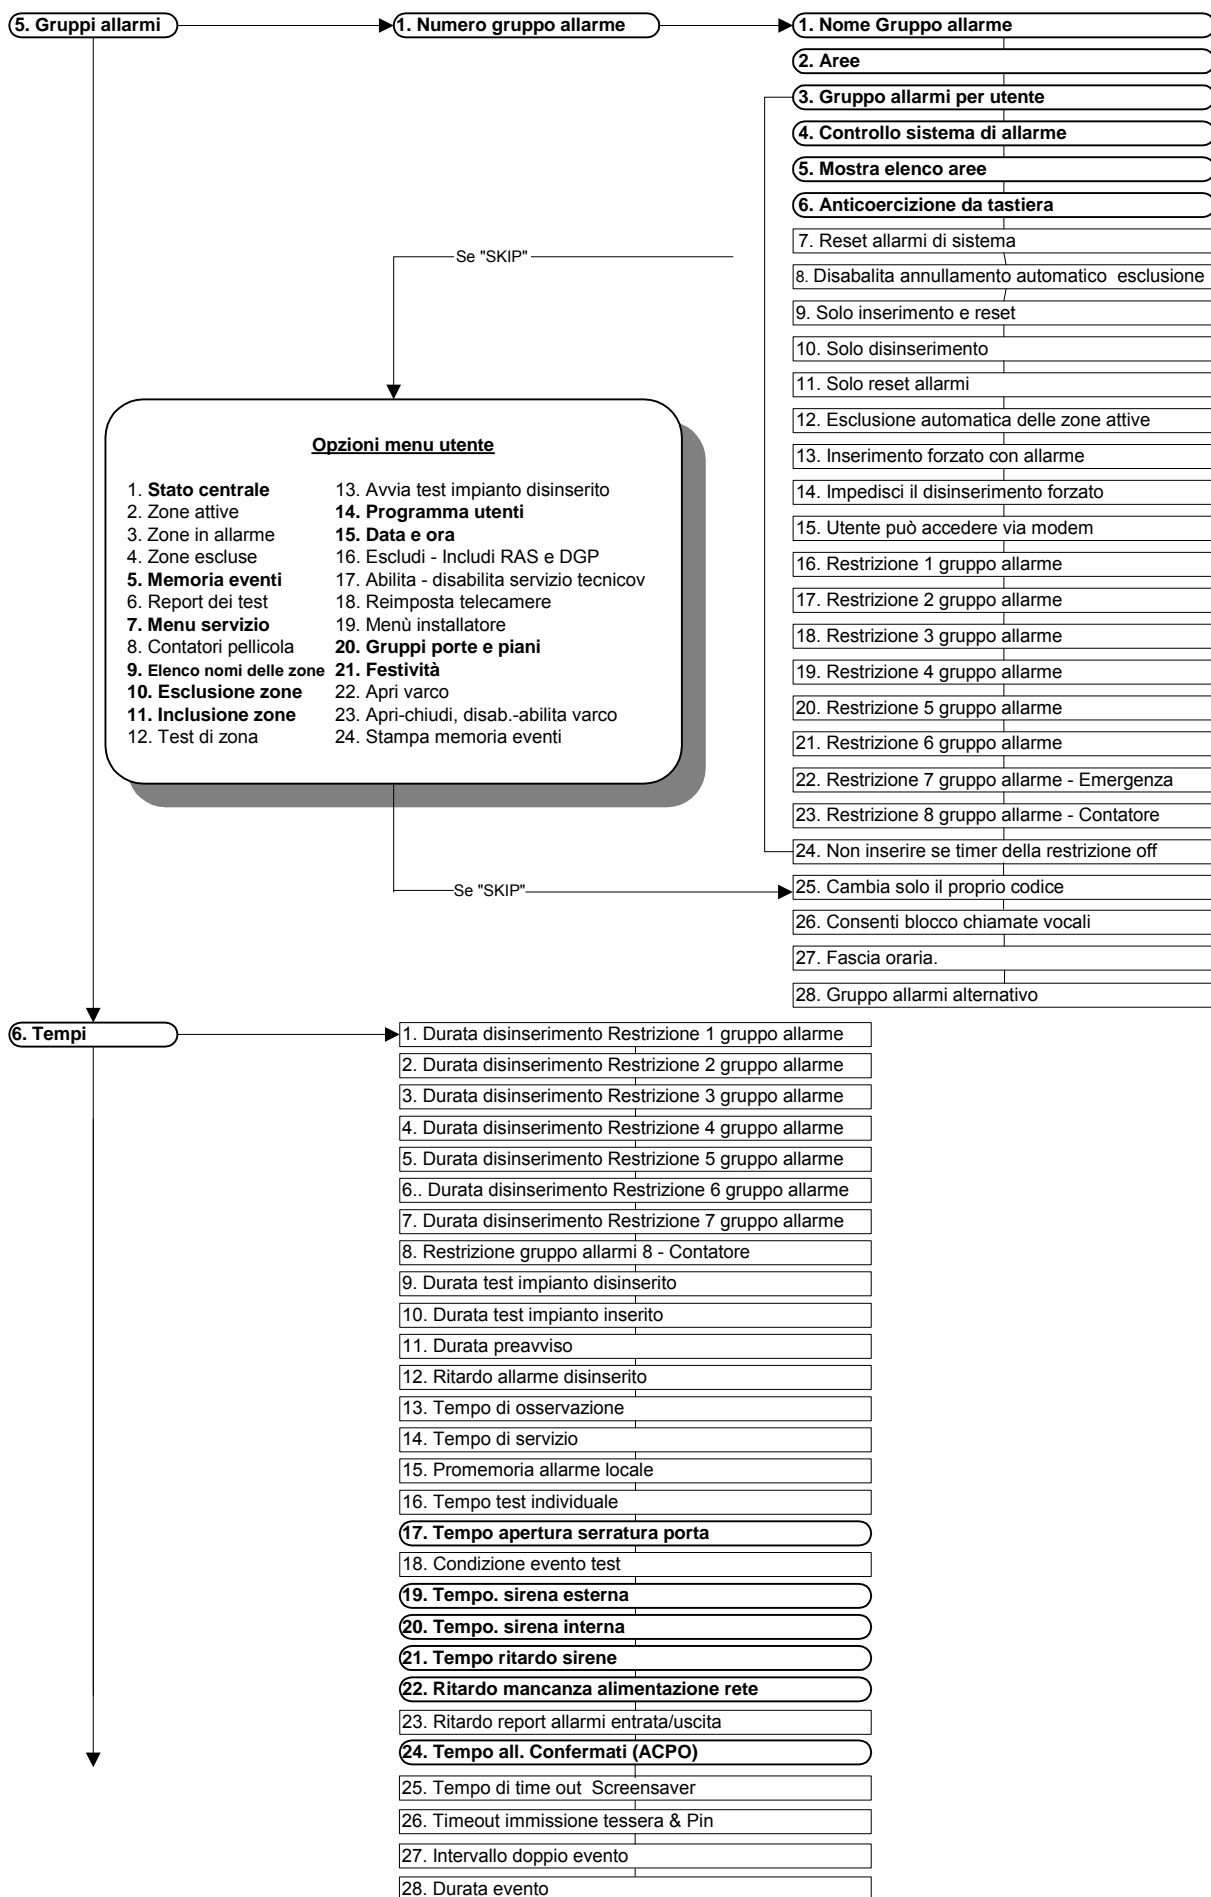 5. Gruppi allarmi
1. Numero gruppo allarme
1. Nome Gruppo allarme
2. Aree
3. Gruppo allarmi per utente
4. Controllo sistema di allarme
5. Mostra elenco aree
6. Anticoercizione da tastiera
7. Reset allarmi di sistema
8. Disabalita annullamento automatico  esclusione
9. Solo inserimento e reset
10. Solo disinserimento
11. Solo reset allarmi
12. Esclusione automatica delle zone attive
13. Inserimento forzato con allarme
14. Impedisci il disinserimento forzato
15. Utente può accedere via modem
16. Restrizione 1 gruppo allarme
17. Restrizione 2 gruppo allarme
18. Restrizione 3 gruppo allarme
19. Restrizione 4 gruppo allarme
20. Restrizione 5 gruppo allarme
21. Restrizione 6 gruppo allarme
22. Restrizione 7 gruppo allarme - Emergenza
23. Restrizione 8 gruppo allarme - Contatore
24. Non inserire se timer della restrizione off
25. Cambia solo il proprio codice
26. Consenti blocco chiamate vocali
27. Fascia oraria.
28. Gruppo allarmi alternativo
Se "SKIP"
Opzioni menu utente
1. Stato centrale
2. Zone attive
3. Zone in allarme
4. Zone escluse
5. Memoria eventi
6. Report dei test
7. Menu servizio
8. Contatori pellicola
9. Elenco nomi delle zone
10. Esclusione zone
11. Inclusione zone
12. Test di zona
13. Avvia test impianto disinserito
14. Programma utenti
15. Data e ora
16. Escludi - Includi RAS e DGP
17. Abilita - disabilita servizio tecnicov
18. Reimposta telecamere
19. Menù installatore
20. Gruppi porte e piani
21. Festività
22. Apri varco
23. Apri-chiudi, disab.-abilita varco
24. Stampa memoria eventi
Se "SKIP"
6. Tempi
1. Durata disinserimento Restrizione 1 gruppo allarme
2. Durata disinserimento Restrizione 2 gruppo allarme
3. Durata disinserimento Restrizione 3 gruppo allarme
4. Durata disinserimento Restrizione 4 gruppo allarme
5. Durata disinserimento Restrizione 5 gruppo allarme
6.. Durata disinserimento Restrizione 6 gruppo allarme
7. Durata disinserimento Restrizione 7 gruppo allarme
8. Restrizione gruppo allarmi 8 - Contatore
9. Durata test impianto disinserito
10. Durata test impianto inserito
11. Durata preavviso
12. Ritardo allarme disinserito
13. Tempo di osservazione
14. Tempo di servizio
15. Promemoria allarme locale
16. Tempo test individuale
17. Tempo apertura serratura porta
18. Condizione evento test
19. Tempo. sirena esterna
20. Tempo. sirena interna
21. Tempo ritardo sirene
22. Ritardo mancanza alimentazione rete
23. Ritardo report allarmi entrata/uscita
24. Tempo all. Confermati (ACPO)
25. Tempo di time out  Screensaver
26. Timeout immissione tessera & Pin
27. Intervallo doppio evento
28. Durata evento